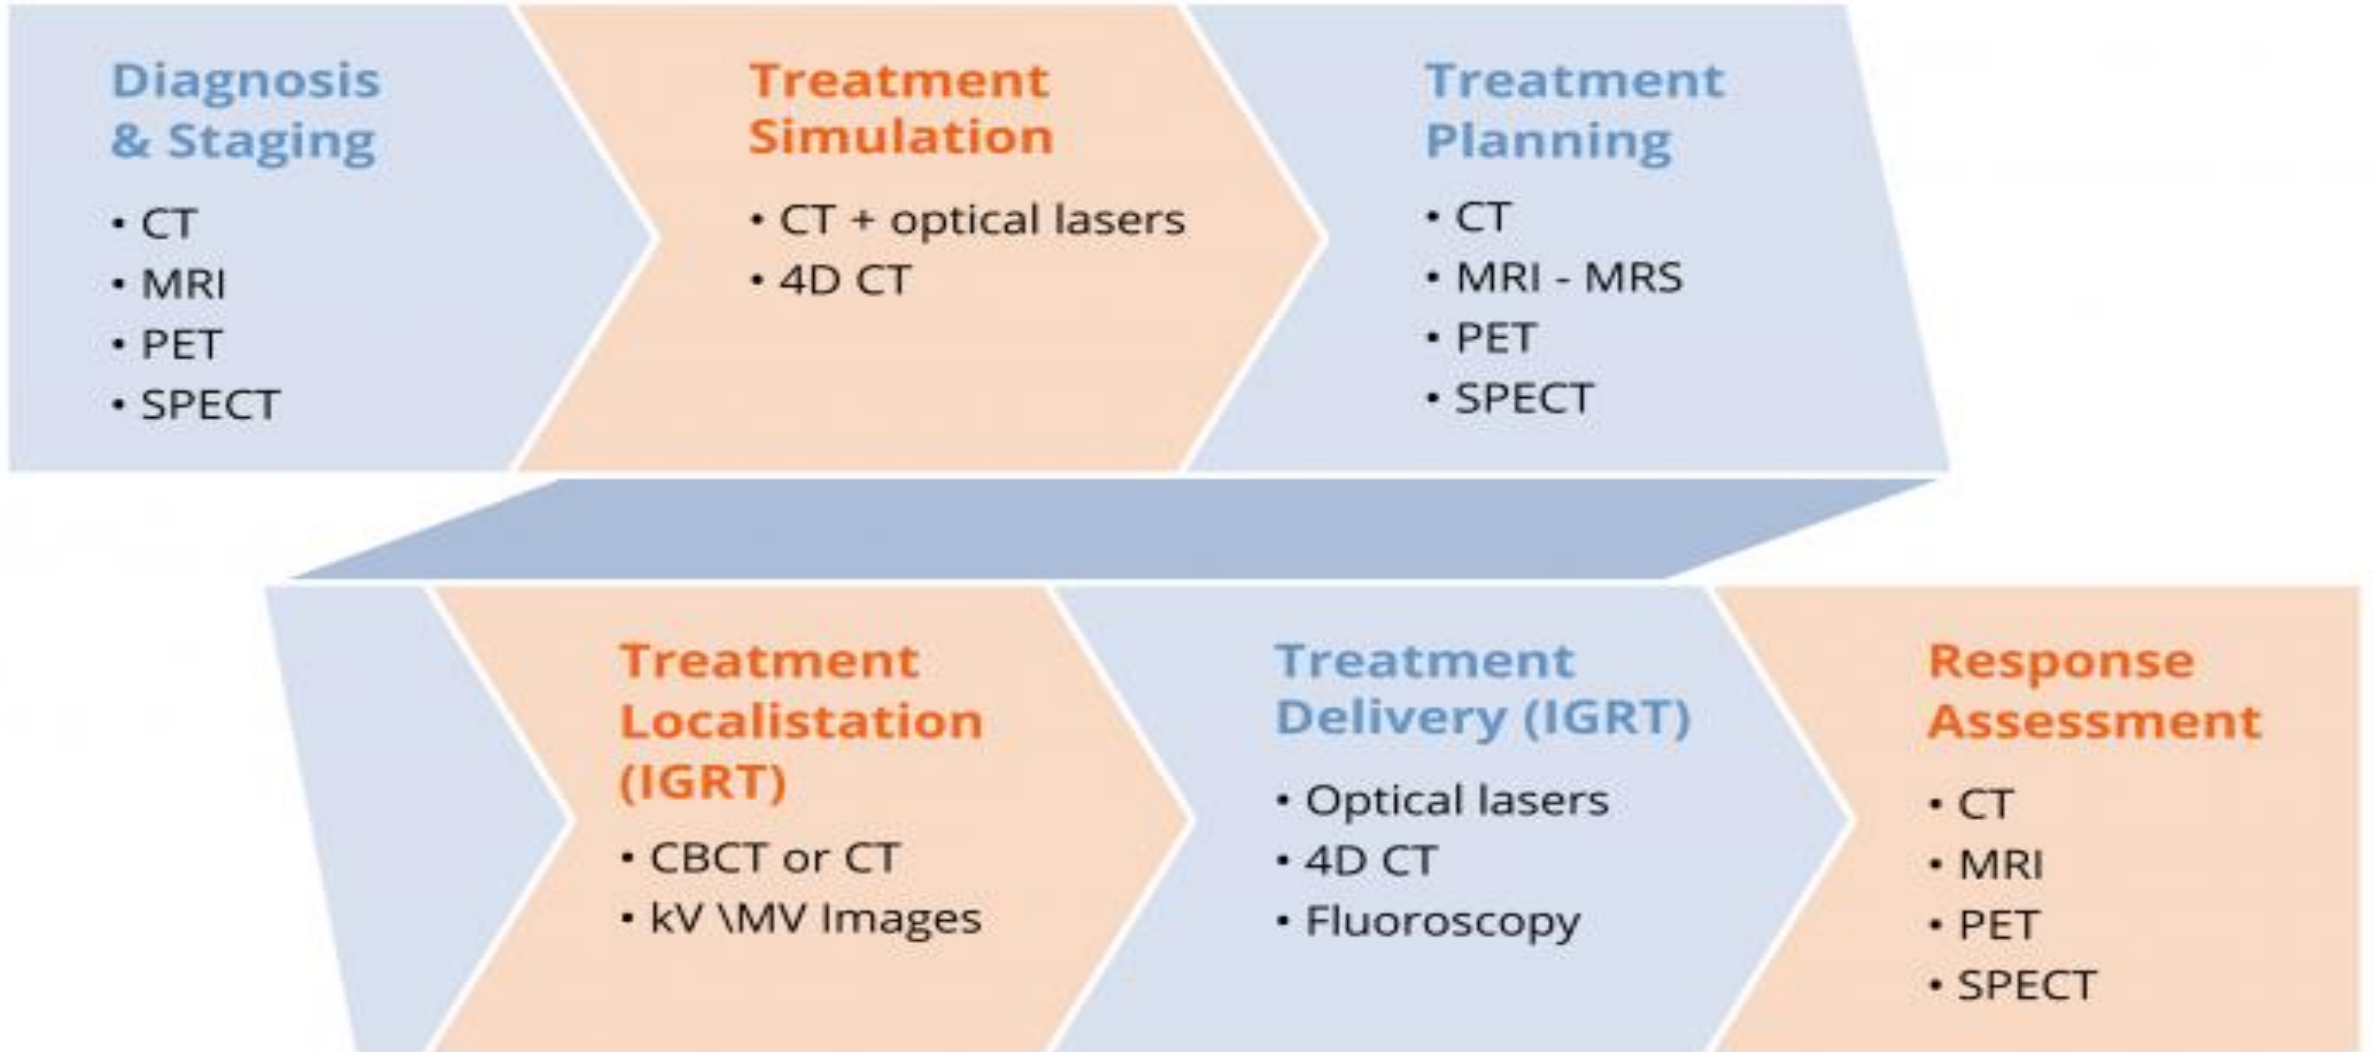 Diagnosis
& Staging
• CT
• MRI
• PET
• SPECT
Treatment
Simulation
• CT + optical lasers
• 4D CT
Treatment
Planning
• CT
• MRI - MRS
• PET
• SPECT
Treatment
Localistation
(IGRT)
• CBCT or CT
• kV \MV Images
Treatment
Delivery (IGRT)
• Optical lasers
• 4D CT
• Fluoroscopy
Response
Assessment
• CT
• MRI
• PET
• SPECT